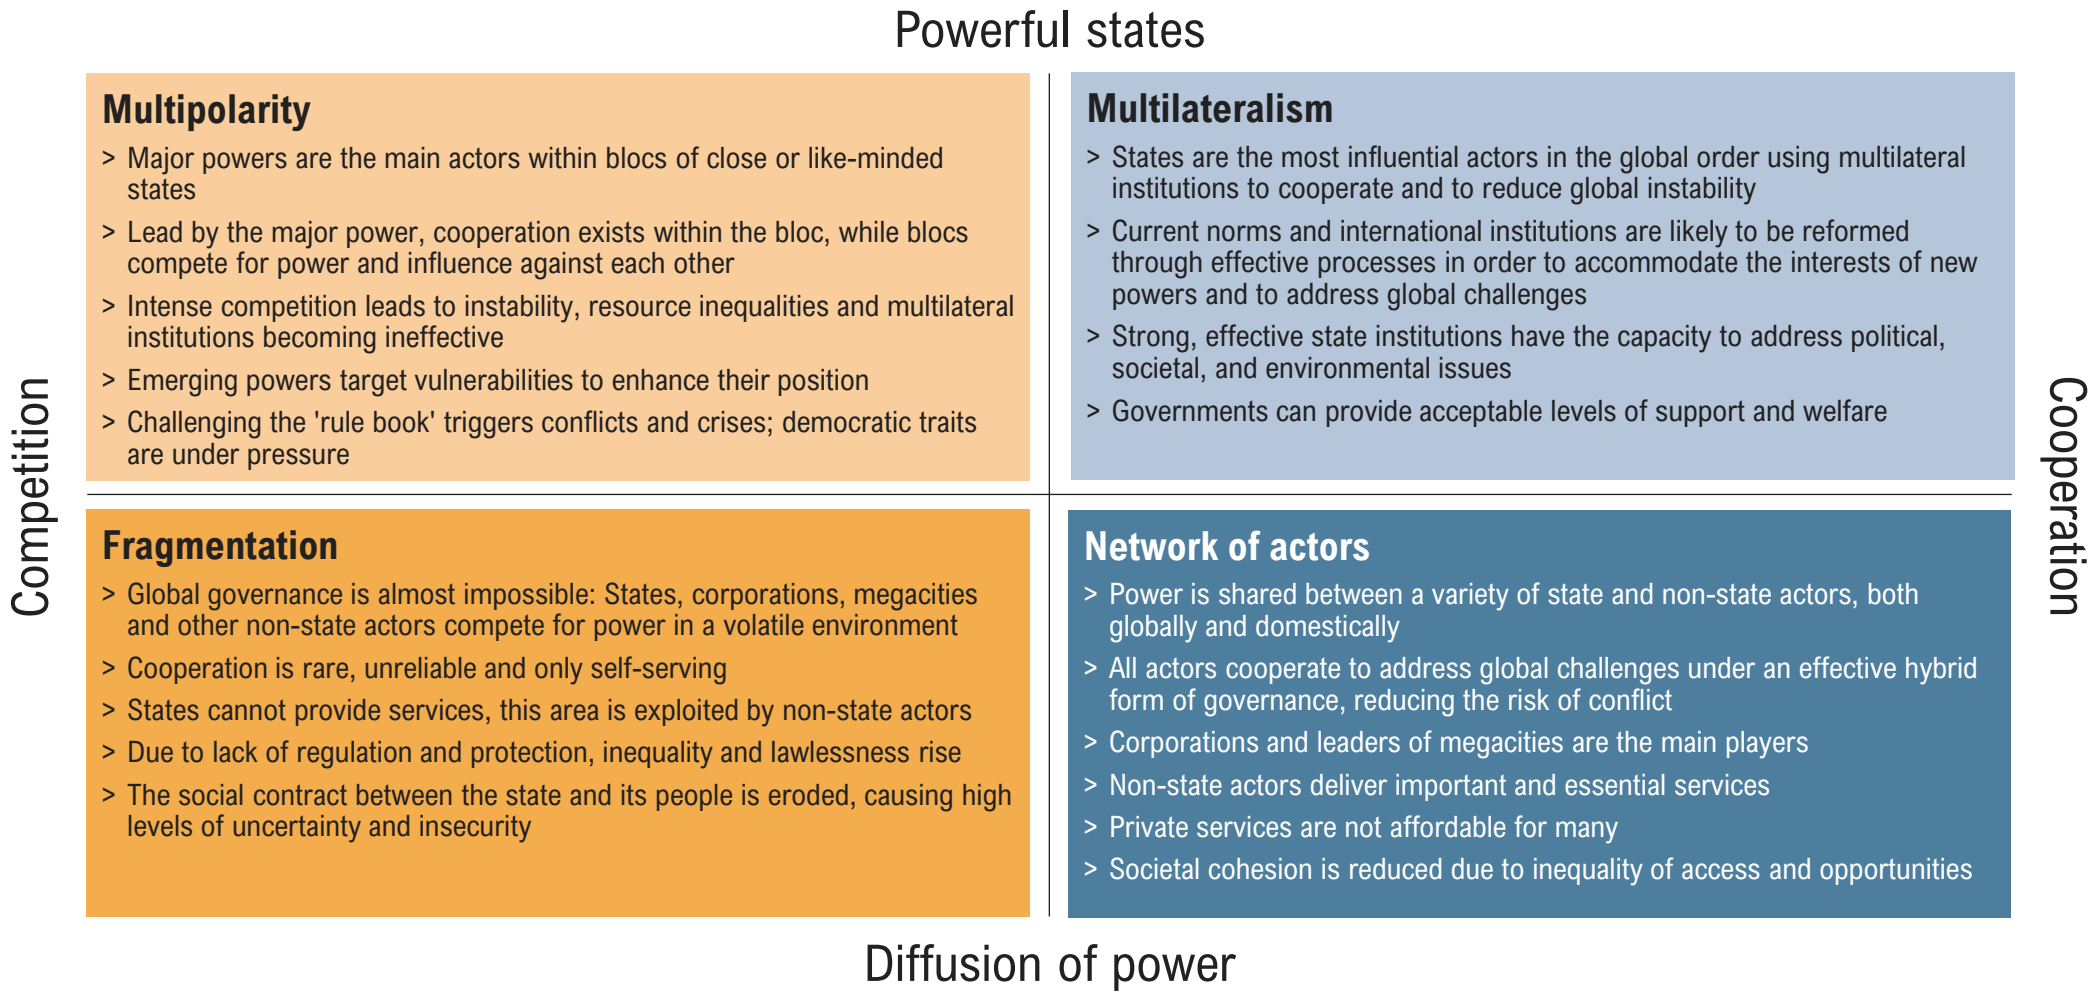 Powerful states
Competition
Multipolarity
> Major powers are the main actors within blocs of close or like-minded
states
> Lead by the major power, cooperation exists within the bloc, while blocs
compete for power and influence against each other
> Intense competition leads to instability, resource inequalities and multilateral
institutions becoming ineffective
> Emerging powers target vulnerabilities to enhance their position
> Challenging the 'rule book' triggers conflicts and crises; democratic traits
are under pressure
Multilateralism
> States are the most influential actors in the global order using multilateral
institutions to cooperate and to reduce global instability
> Current norms and international institutions are likely to be reformed
through effective processes in order to accommodate the interests of new
powers and to address global challenges
> Strong, effective state institutions have the capacity to address political,
societal, and environmental issues
> Governments can provide acceptable levels of support and welfare
Cooperation
Fragmentation
> Global governance is almost impossible: States, corporations, megacities
and other non-state actors compete for power in a volatile environment
> Cooperation is rare, unreliable and only self-serving
> States cannot provide services, this area is exploited by non-state actors
> Due to lack of regulation and protection, inequality and lawlessness rise
> The social contract between the state and its people is eroded, causing high
levels of uncertainty and insecurity
Network of actors
> Power is shared between a variety of state and non-state actors, both
globally and domestically
> All actors cooperate to address global challenges under an effective hybrid
form of governance, reducing the risk of conflict
> Corporations and leaders of megacities are the main players
> Non-state actors deliver important and essential services
> Private services are not affordable for many
> Societal cohesion is reduced due to inequality of access and opportunities
Diffusion of power